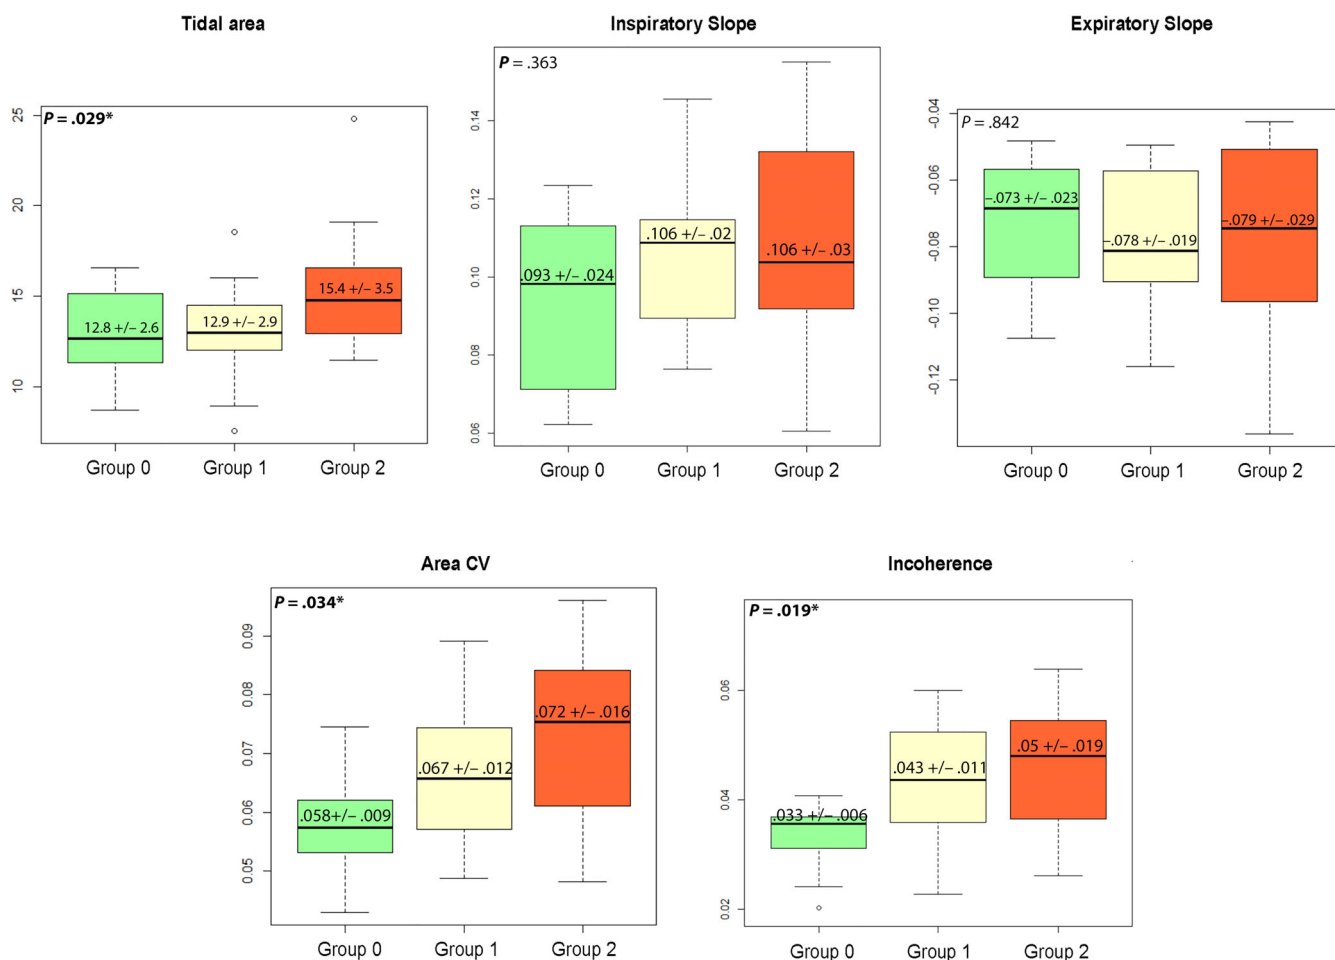 Tidal area
P = .029*
25
20
15
10
12.8 +/− 2.6
12.9 +/− 2.9
15.4 +/− 3.5
Group 0
Group 1
Group 2
Inspiratory Slope
P = .363
0.14
0.12
0.10
0.08
0.06
.093 +/− .024
.106 +/− .02
.106 +/− .03
Group 0
Group 1
Group 2
Expiratory Slope
P = .842
-0.04
-0.06
-0.08
-0.10
-0.12
−.073 +/− .023
−.078 +/− .019
−.079 +/− .029
Group 0
Group 1
Group 2
Area CV
P = .034*
0.09
0.08
0.07
0.06
0.05
.058+/− .009
.067 +/− .012
.072 +/− .016
Group 0
Group 1
Group 2
Incoherence
P = .019*
0.06
0.04
0.02
.033 +/− .006
.043 +/− .011
.05 +/− .019
Group 0
Group 1
Group 2